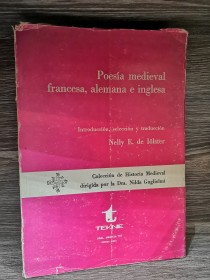 Poesía medieval
francesa, alemana e inglesa
Introducción, selección y traducción
Nelly E. de
Colección de Historia Medieval
dirigida por la Dra. Nilda Guglielmi
TEKNE